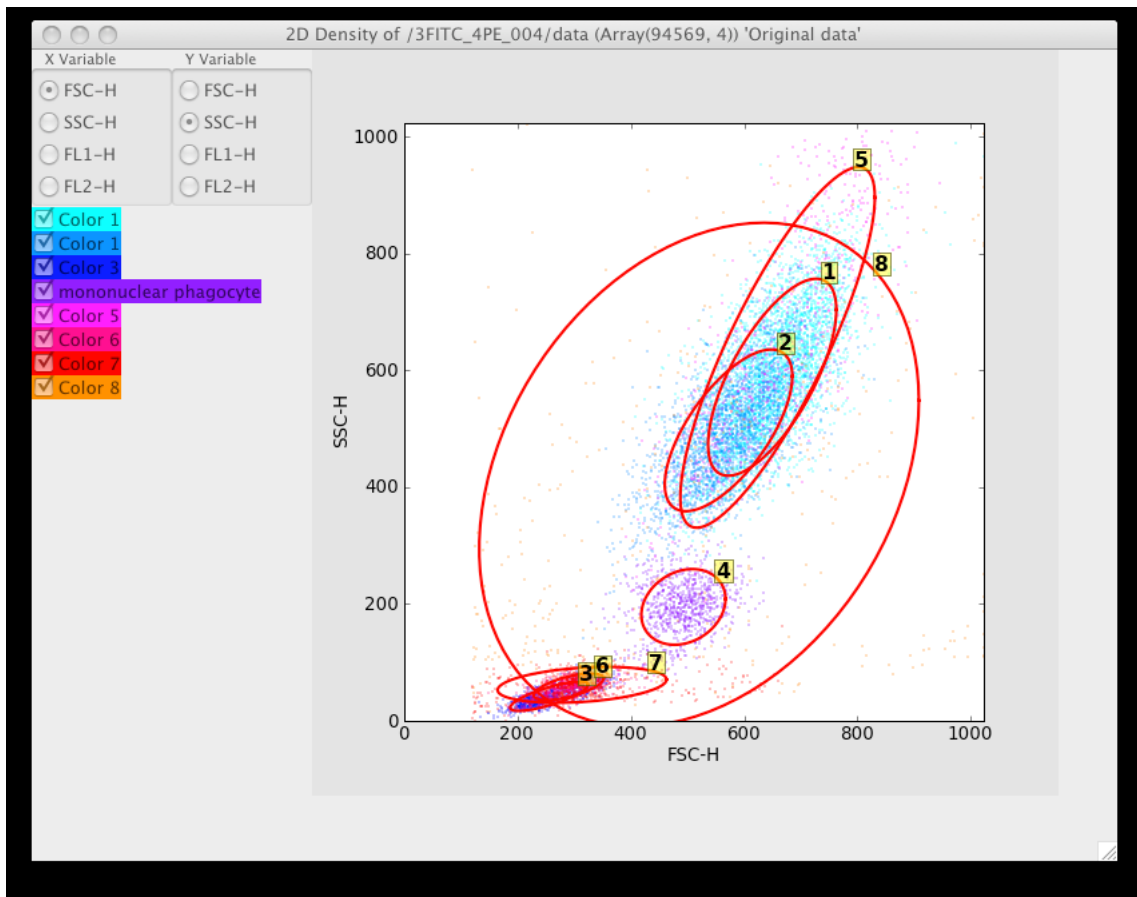 2D Density of /3FITC_4PE_004/data (Array(94569, 4)) 'Original data'
X Variable Y Variable
FSC-H FSC-H
SSC-H SSC-H
FL1-H FL1-H
FL2-H FL2-H
Color 1
Color 1
Color 3
mononuclear phagocyte
Color 5
Color 6
Color 7
Color 8
1000
800
600
400
200
0
SSC-H
5
8
1
2
4
7
6
3
0 200 400 600 800 1000
FSC-H